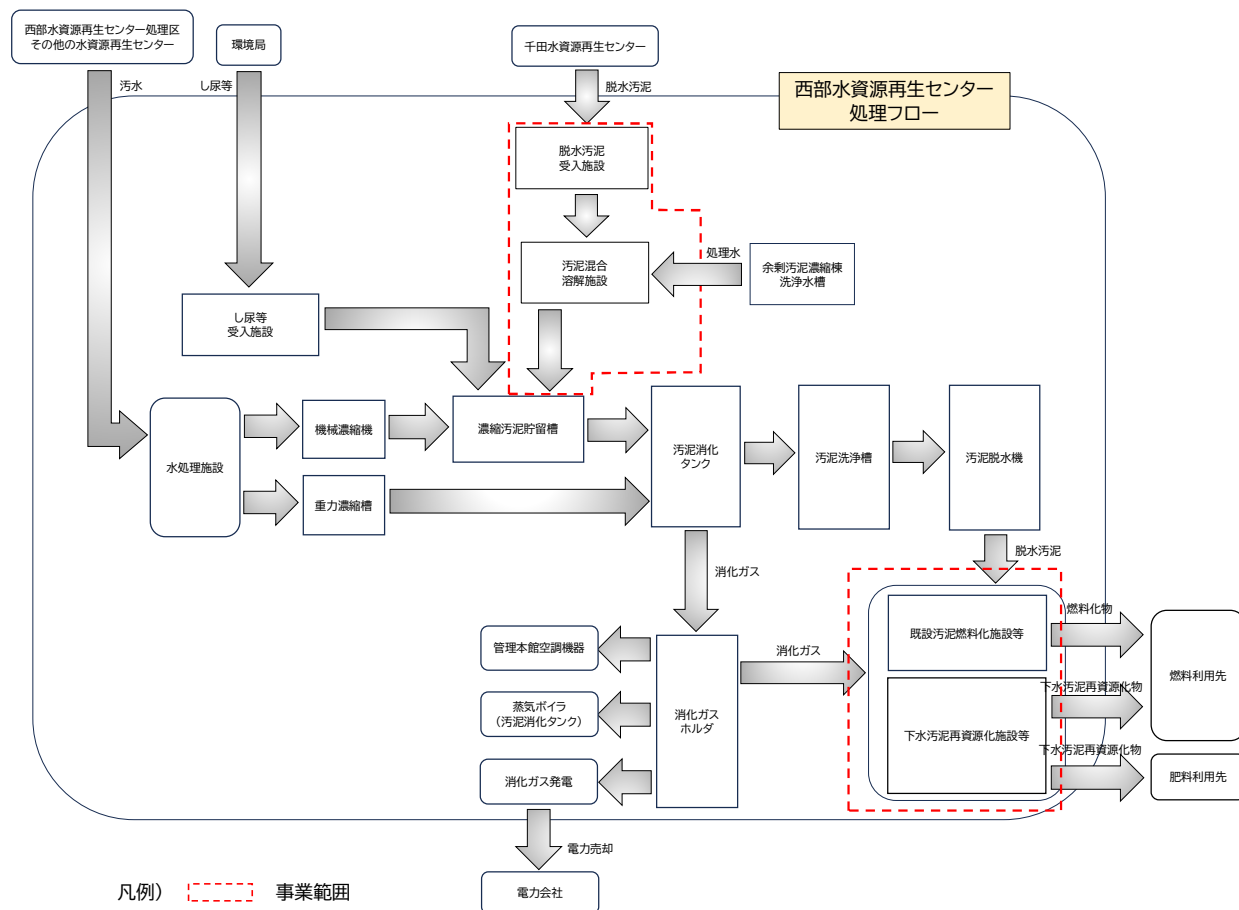 西部水資源再生センター処理区
その他の水資源再生センター
環境局
千田水資源再生センター
汚水
し尿等
脱水汚泥
西部水資源再生センター
処理フロー
脱水汚泥
受入施設
汚泥混合
溶解施設
処理水
余剰汚泥濃縮棟
洗浄水槽
し尿等
受入施設
水処理施設
機械濃縮機
濃縮汚泥貯留槽
重力濃縮槽
汚泥消化
タンク
汚泥洗浄槽
汚泥脱水機
消化ガス
脱水汚泥
管理本館空調機器
蒸気ボイラ
（汚泥消化タンク）
消化ガス発電
消化ガス
ホルダ
消化ガス
既設汚泥燃料化施設等
下水汚泥再資源化施設等
燃料化物
下水汚泥再資源化物
下水汚泥再資源化物
燃料利用先
肥料利用先
電力売却
電力会社
凡例） 事業範囲